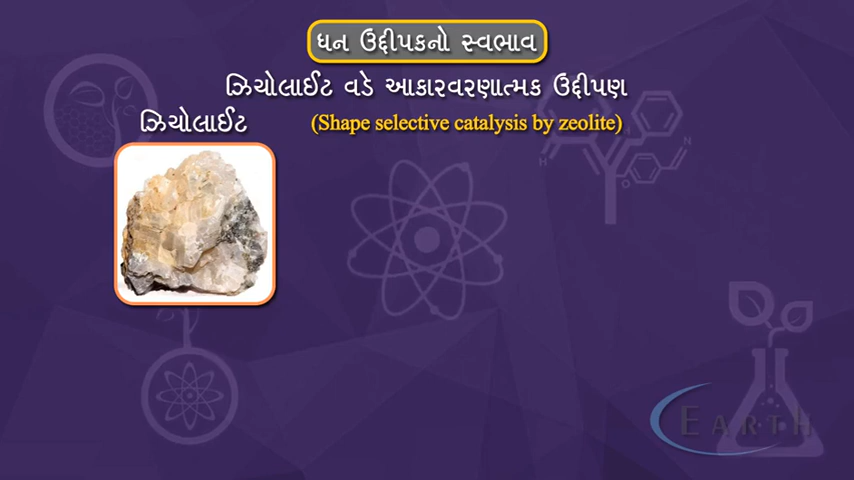 ઘન ઉદ્દીપકનો સ્વભાવ
ઝિયોલાઈટ વડે આકારવરણાત્મક ઉદ્દીપણ
ઝિયોલાઈટ
(Shape selective catalysis by zeolite)
H
N
O
EARTH